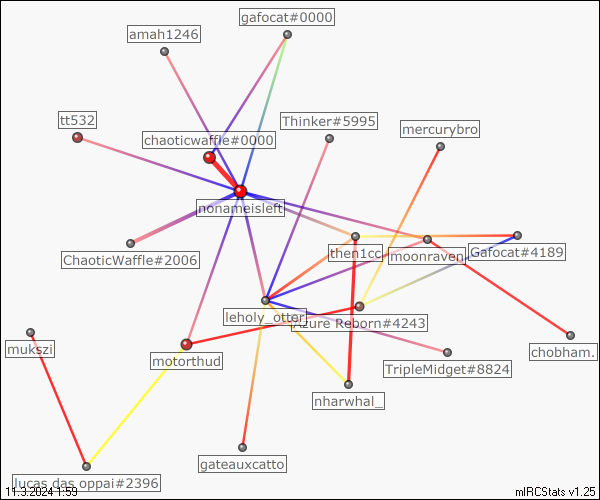 gafocat#0000
amah1246
tt532
Thinker#5995
mercurybro
chaoticwaffle#0000
nonameisleft
then1cc
moonraven
Gafocat#4189
ChaoticWaffle#2006
leholy_otter
Azure Reborn#4243
mukszi
motorthud
TripleMidget#8824
chobham.
nharwhal_
gateauxcatto
lucas das oppai#2396
11.3.2024 1:59
mIRCStats v1.25